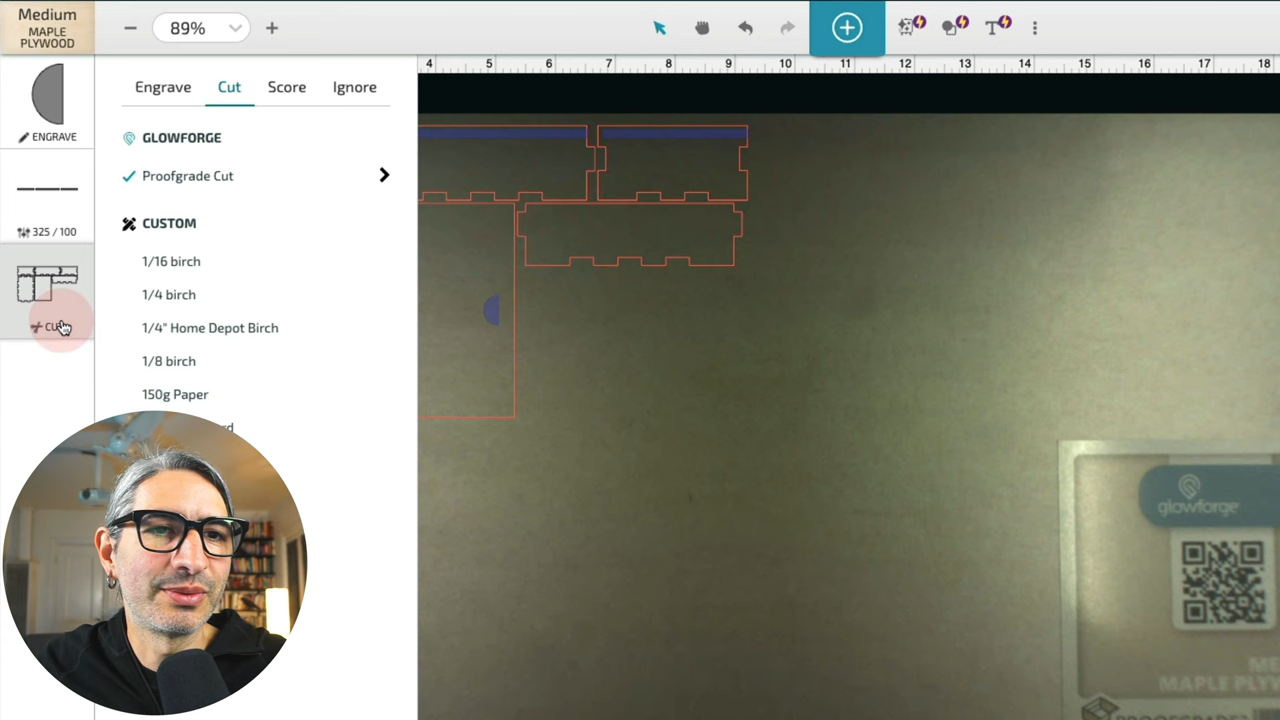 Medium
MAPLE
PLYWOOD
89%
4 5 6 7 8 9 10 11 12 13 14 15 16 17 18
ENGRAVE
325 / 100
Engrave Cut Score Ignore
GLOWFORGE
Proofgrade Cut
CUSTOM
1/16 birch
1/4 birch
1/4" Home Depot Birch
1/8 birch
150g Paper
glowforge
MAPLE